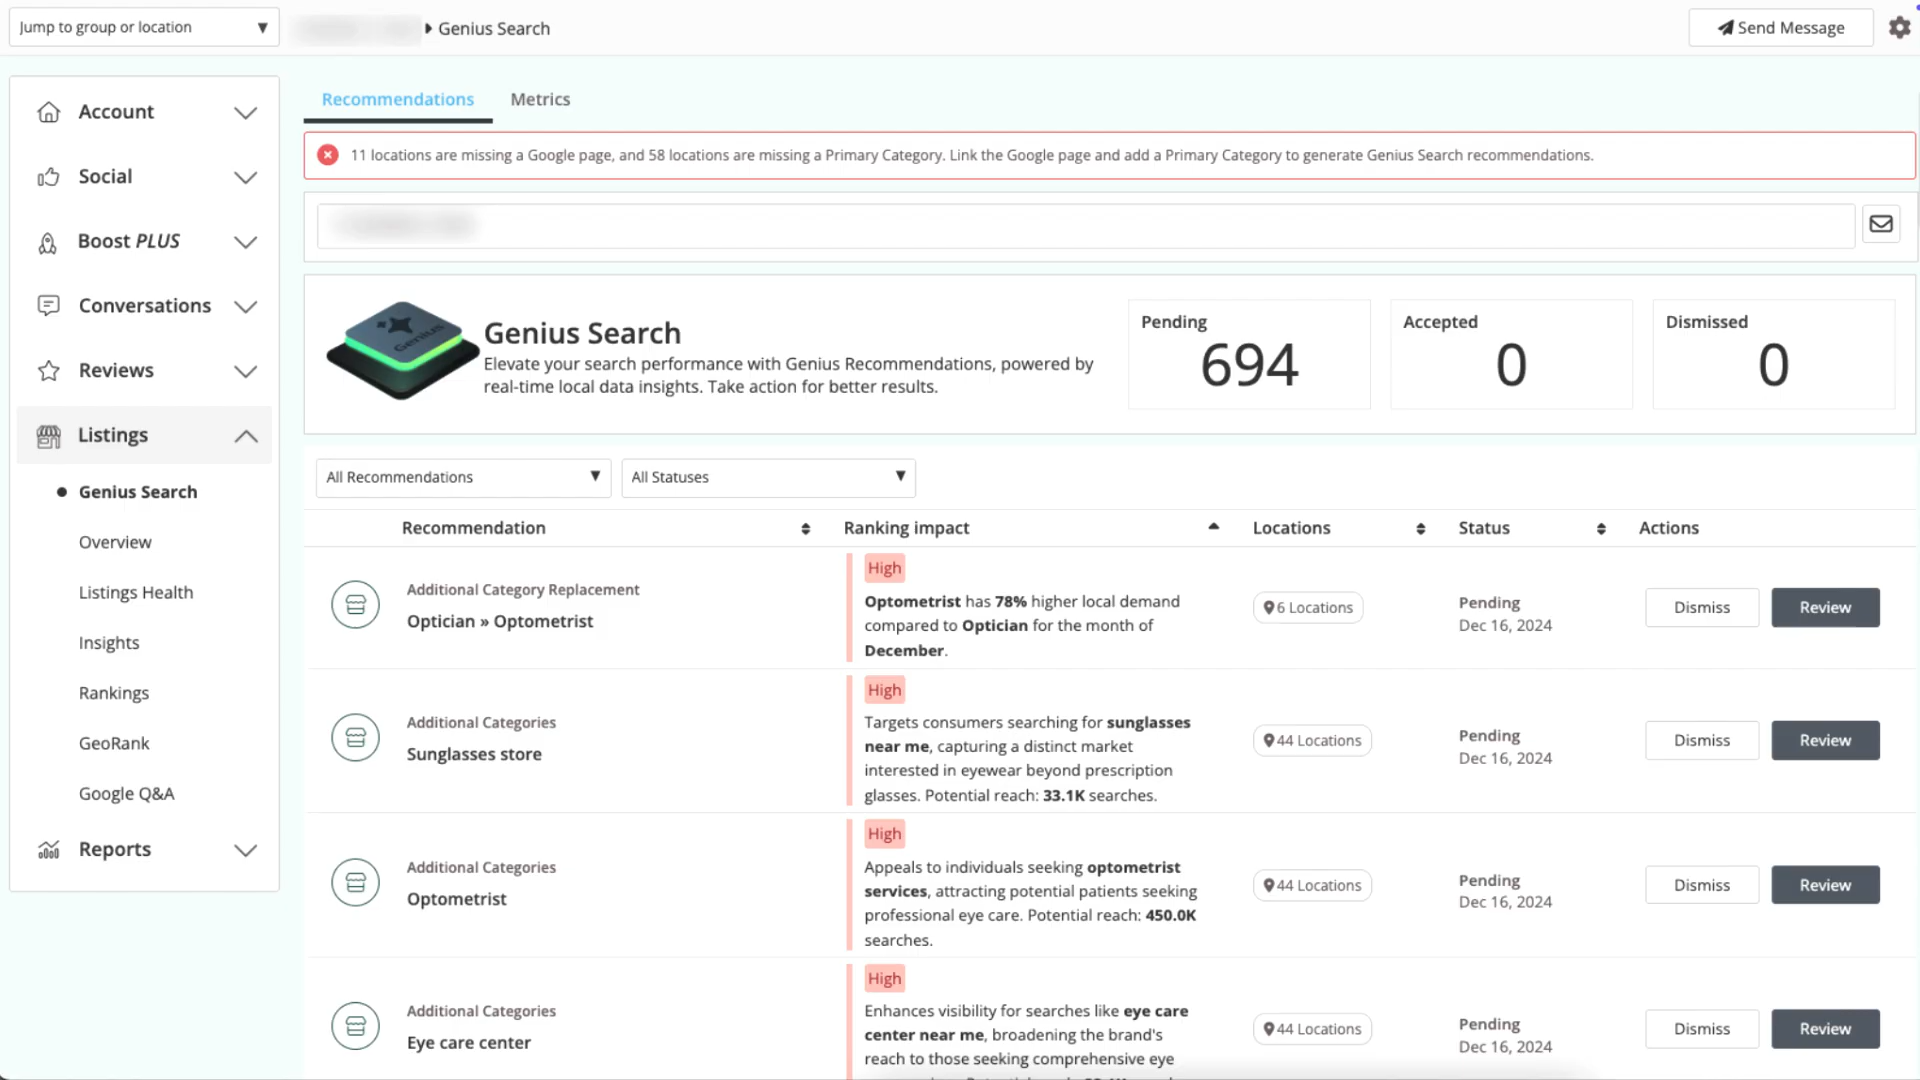 Jump to group or location ▼
Genius Search
Send Message
Account
Social
Boost PLUS
Conversations
Reviews
Listings
Genius Search
Overview
Listings Health
Insights
Rankings
GeoRank
Google Q&A
Reports
Recommendations
Metrics
11 locations are missing a Google page, and 58 locations are missing a Primary Category. Link the Google page and add a Primary Category to generate Genius Search recommendations.
Genius
Genius Search
Elevate your search performance with Genius Recommendations, powered by
real-time local data insights. Take action for better results.
Pending
694
Accepted
0
Dismissed
0
All Recommendations ▼
All Statuses ▼
Recommendation
Ranking impact
Locations
Status
Actions
Additional Category Replacement
Optician » Optometrist
High
Optometrist has 78% higher local demand
compared to Optician for the month of
December.
6 Locations
Pending
Dec 16, 2024
Dismiss
Review
Additional Categories
Sunglasses store
High
Targets consumers searching for sunglasses
near me, capturing a distinct market
interested in eyewear beyond prescription
glasses. Potential reach: 33.1K searches.
44 Locations
Pending
Dec 16, 2024
Dismiss
Review
Additional Categories
Optometrist
High
Appeals to individuals seeking optometrist
services, attracting potential patients seeking
professional eye care. Potential reach: 450.0K
searches.
44 Locations
Pending
Dec 16, 2024
Dismiss
Review
Additional Categories
Eye care center
High
Enhances visibility for searches like eye care
center near me, broadening the brand's
reach to those seeking comprehensive eye
44 Locations
Pending
Dec 16, 2024
Dismiss
Review